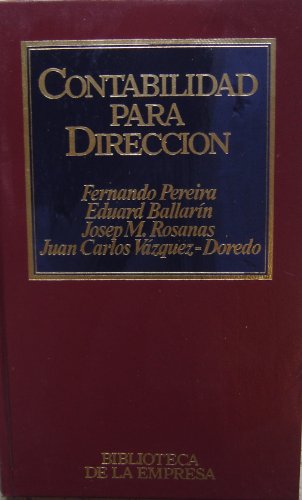 CONTABILIDAD
PARA
DIRECCION
Fernando Pereira
Eduard Ballarín
Josep M. Rosanas
Juan Carlos Vázquez-Doredo
BIBLIOTECA
DE LA EMPRESA